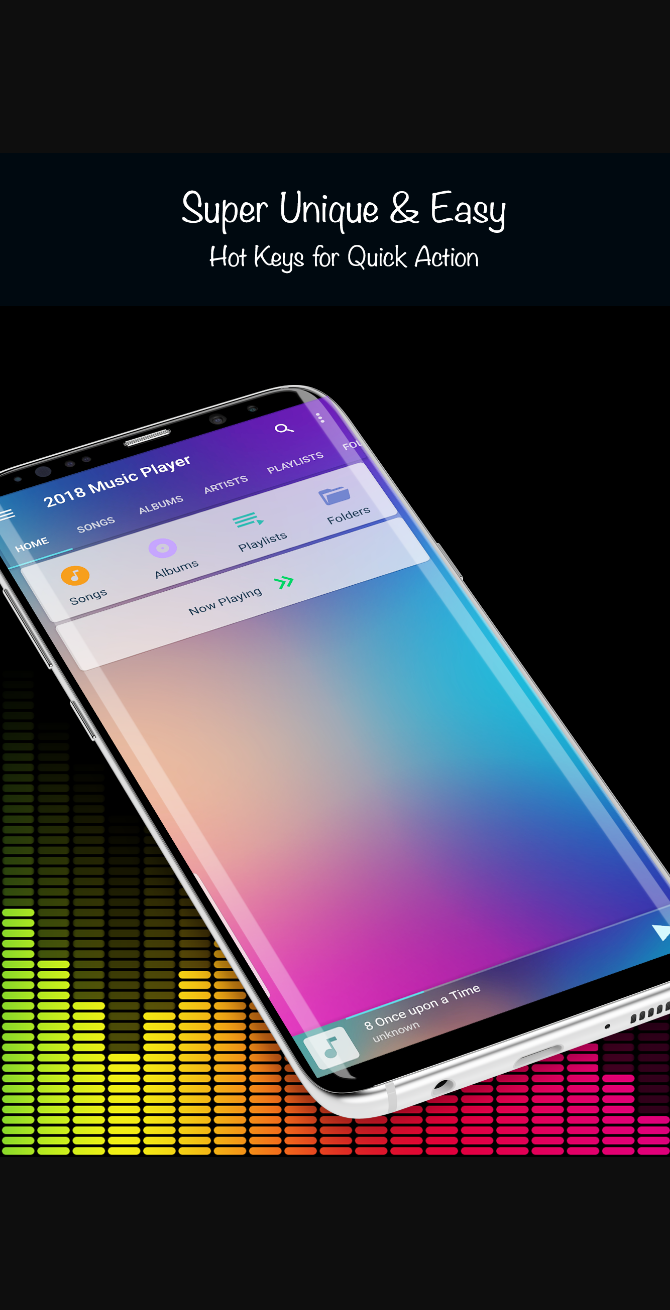 Super Unique & Easy
Hot Keys for Quick Action
2018 Music Player
HOME SONGS ALBUMS ARTISTS PLAYLISTS FOL
Songs Albums Playlists Folders
Now Playing
8 Once upon a Time
unknown